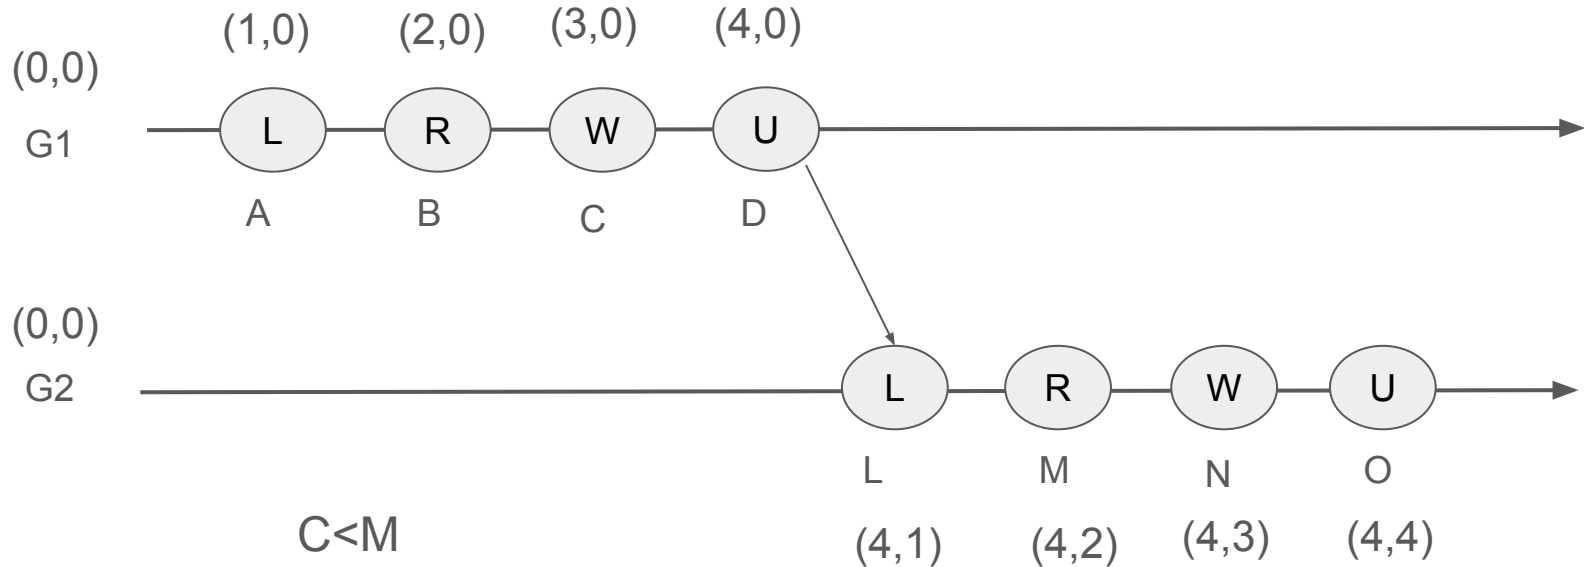 (1,0) (2,0) (3,0) (4,0)
(0,0)
G1
L R W U
A B C D
(0,0)
G2
L R W U
L M N O
C<M
(4,1) (4,2) (4,3) (4,4)